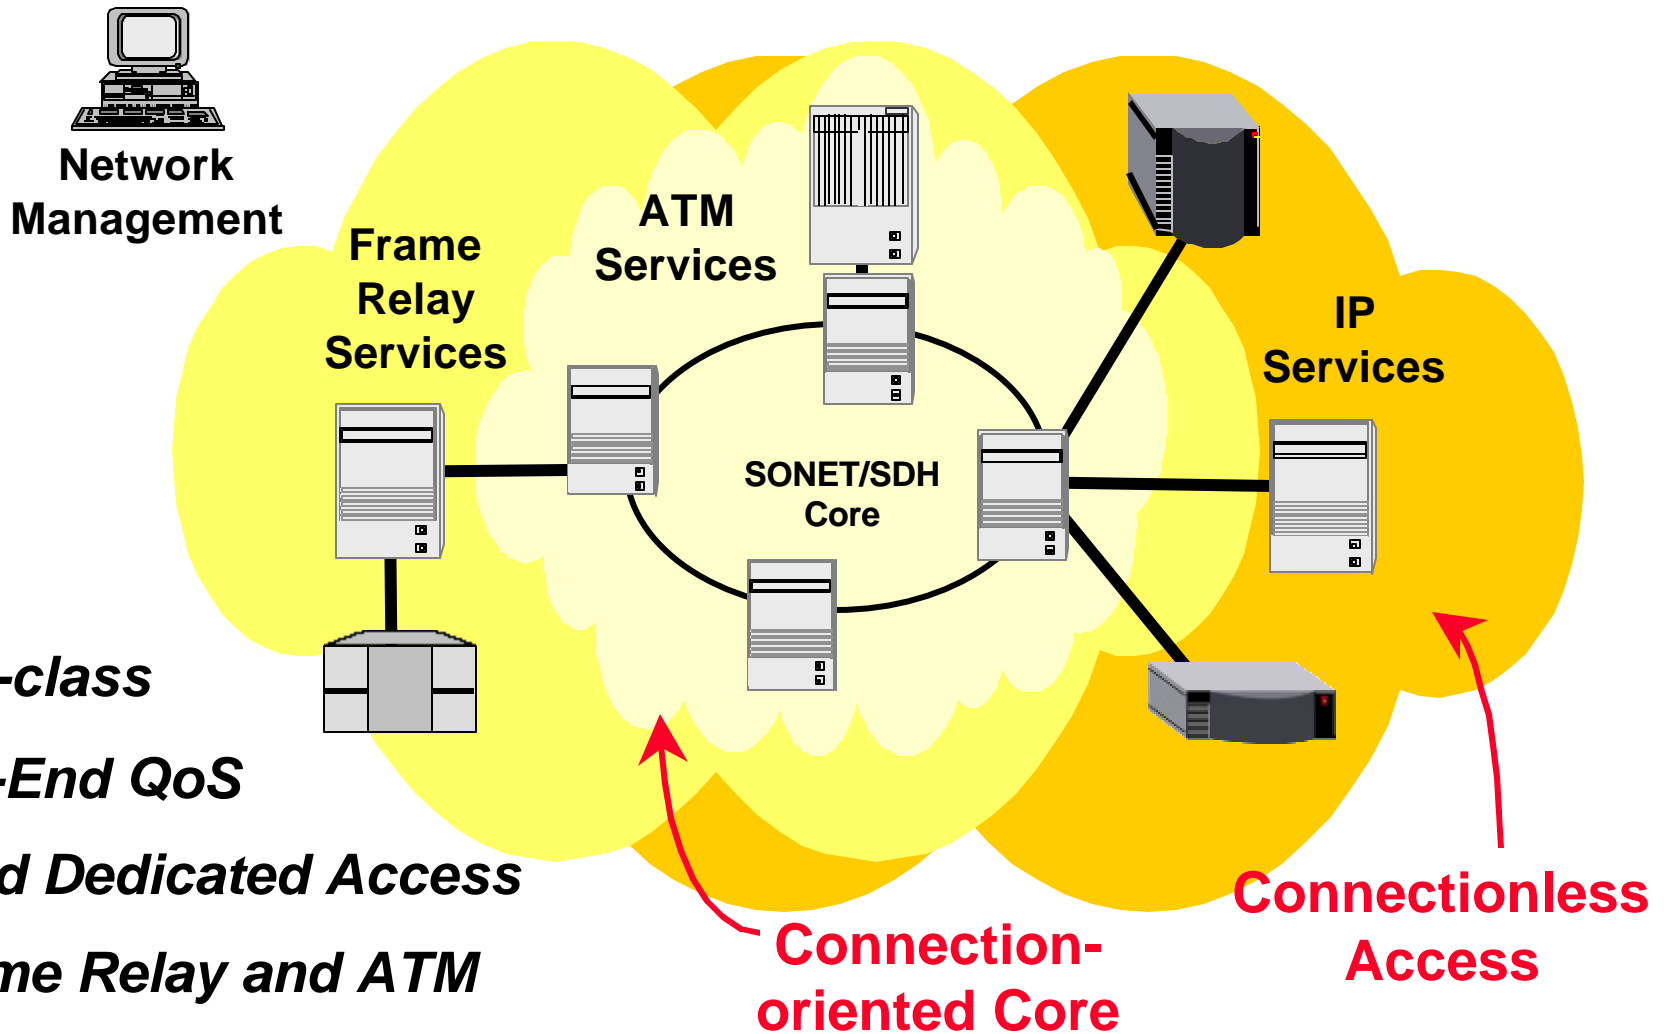 Network
Management
Frame
Relay
Services
ATM
Services
IP
Services
SONET/SDH
Core
-class
-End QoS
d Dedicated Access
me Relay and ATM
Connection-
oriented Core
Connectionless
Access